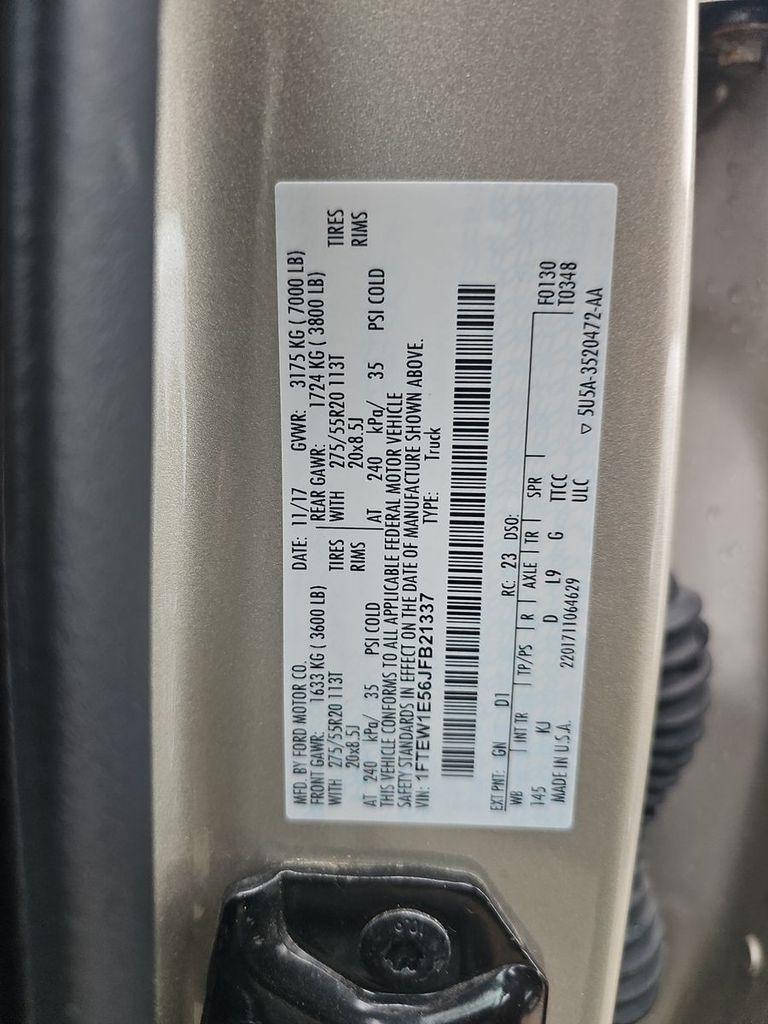 MFD. BY FORD MOTOR CO. DATE: 11/17 GVWR: 3175 KG ( 7000 LB)
FRONT GAWR: 1633 KG ( 3600 LB) REAR GAWR: 1724 KG ( 3800 LB)
WITH 275/55R20 113T TIRES WITH 275/55R20 113T TIRES
20x8.5J RIMS 20x8.5J RIMS
AT 240 kPa/ 35 PSI COLD AT 240 kPa/ 35 PSI COLD
THIS VEHICLE CONFORMS TO ALL APPLICABLE FEDERAL MOTOR VEHICLE
SAFETY STANDARDS IN EFFECT ON THE DATE OF MANUFACTURE SHOWN ABOVE.
VIN: 1FTEW1E56JFB21337 TYPE: Truck
EXT PNT: GN D1 RC: 23 DSO: F0130
WB INT TR TP/PS R AXLE TR SPR T0348
145 KJ D L9 G TTCC
ULC
MADE IN U.S.A. 2201711064629 ▽ 5U5A-3520472-AA